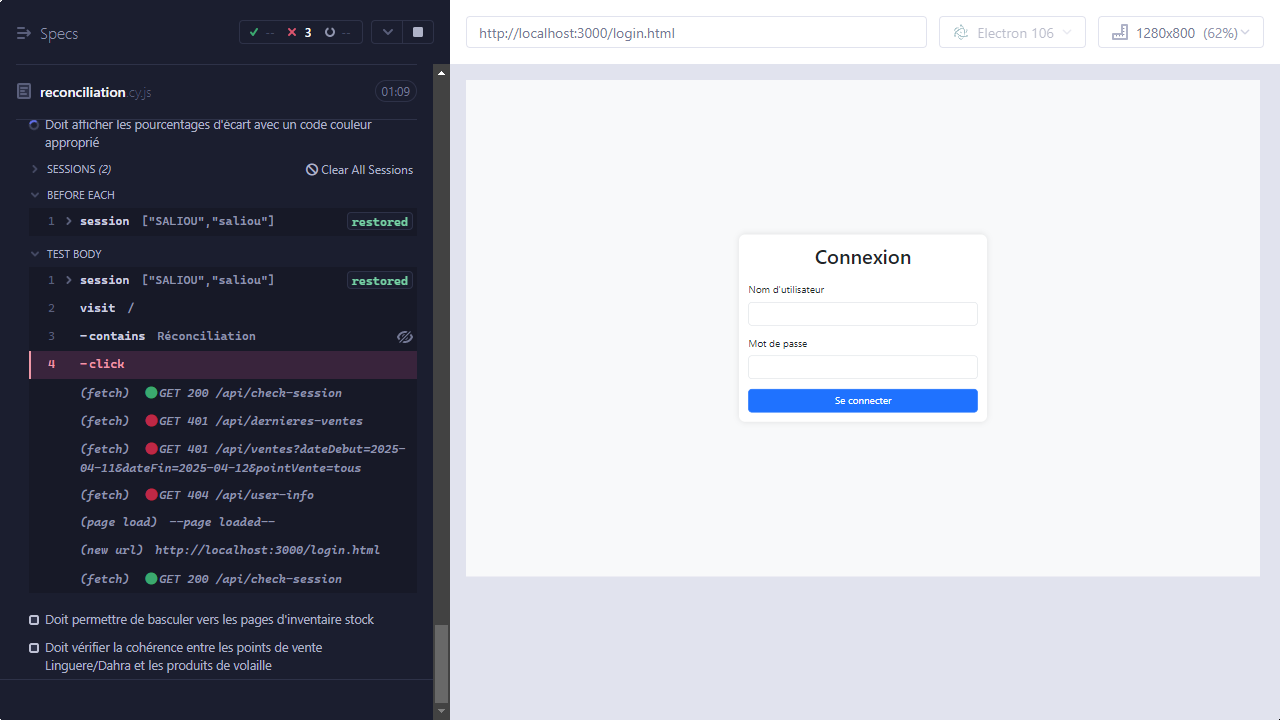 Specs
-- 3 --
reconciliation.cy.js 01:09
Doit afficher les pourcentages d'écart avec un code couleur
approprié
SESSIONS (2) Clear All Sessions
BEFORE EACH
1 session ["SALIOU","saliou"] restored
TEST BODY
1 session ["SALIOU","saliou"] restored
2 visit /
3 -contains Réconciliation
4 -click
(fetch) GET 200 /api/check-session
(fetch) GET 401 /api/dernieres-ventes
(fetch) GET 401 /api/ventes?dateDebut=2025-
04-11&dateFin=2025-04-12&pointVente=tous
(fetch) GET 404 /api/user-info
(page load) --page loaded--
(new url) http://localhost:3000/login.html
(fetch) GET 200 /api/check-session
Doit permettre de basculer vers les pages d'inventaire stock
Doit vérifier la cohérence entre les points de vente
Linguere/Dahra et les produits de volaille
http://localhost:3000/login.html
Electron 106
1280x800 (62%)
Connexion
Nom d'utilisateur
Mot de passe
Se connecter